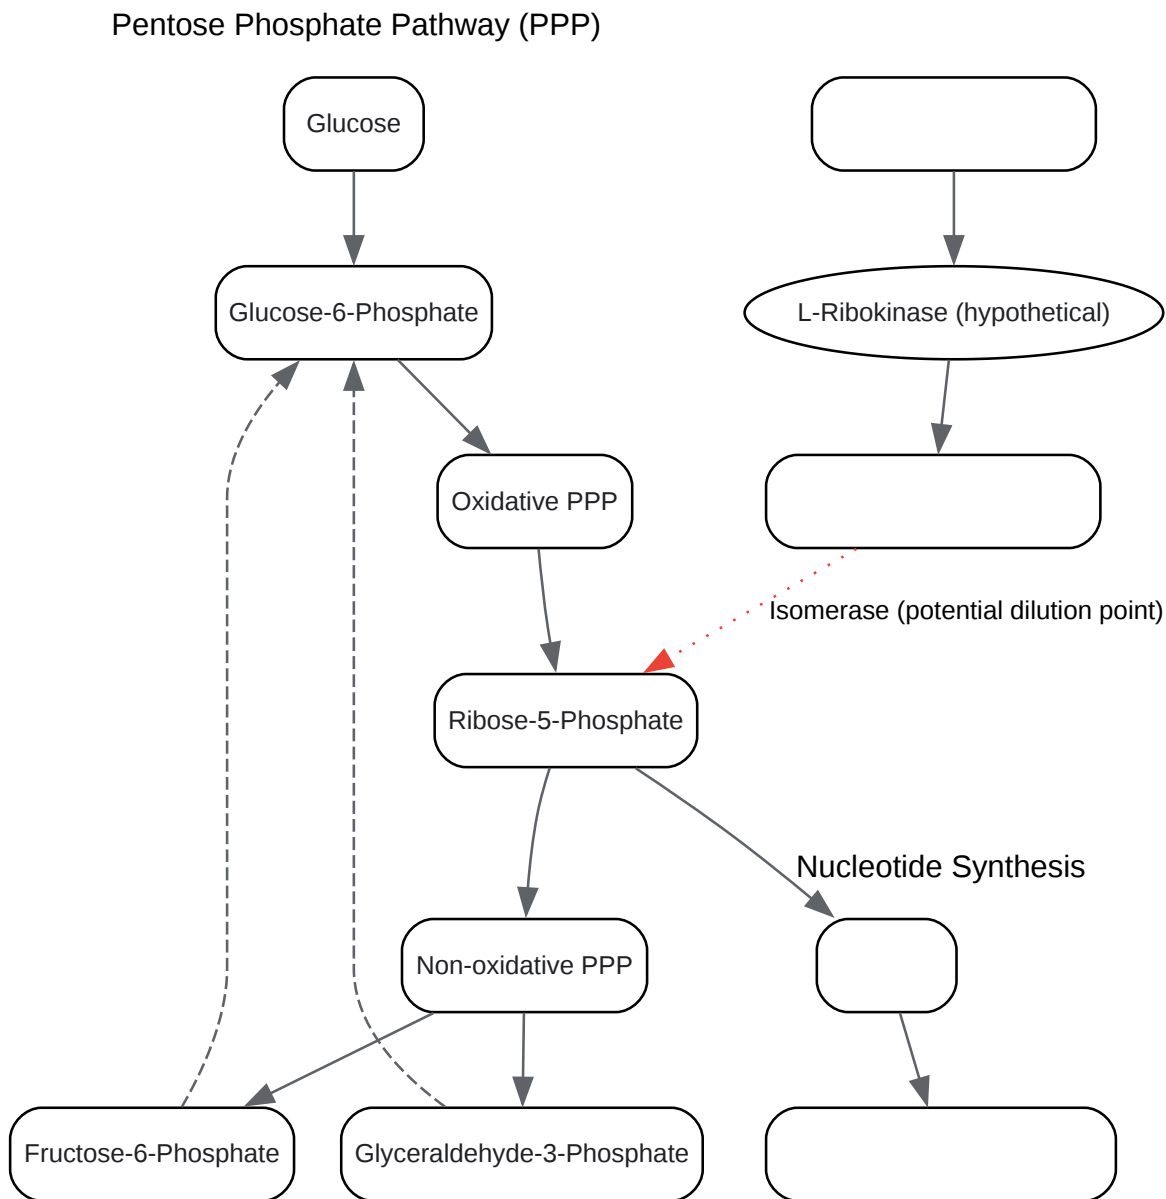 Pentose Phosphate Pathway (PPP)
Glucose
Glucose-6-Phosphate
L-Ribokinase (hypothetical)
Oxidative PPP
Isomerase (potential dilution point)
Ribose-5-Phosphate
Nucleotide Synthesis
Non-oxidative PPP
Fructose-6-Phosphate
Glyceraldehyde-3-Phosphate